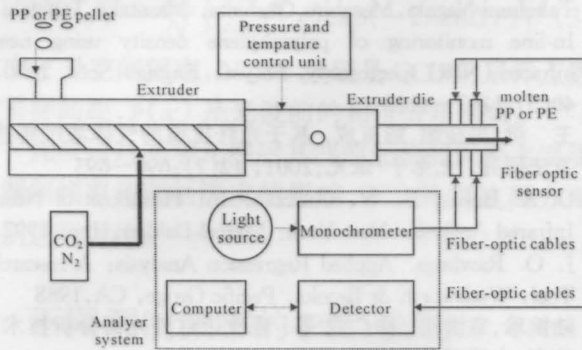 PP or PE pellet
Pressure and
tempature
control unit
Extruder
Extruder die
molten
PP or PE
Fiber optic
sensor
CO2
N2
Light
source
Monochrometer
Fiber-optic cables
Fiber-optic cables
Computer
Detector
Analyzer
system